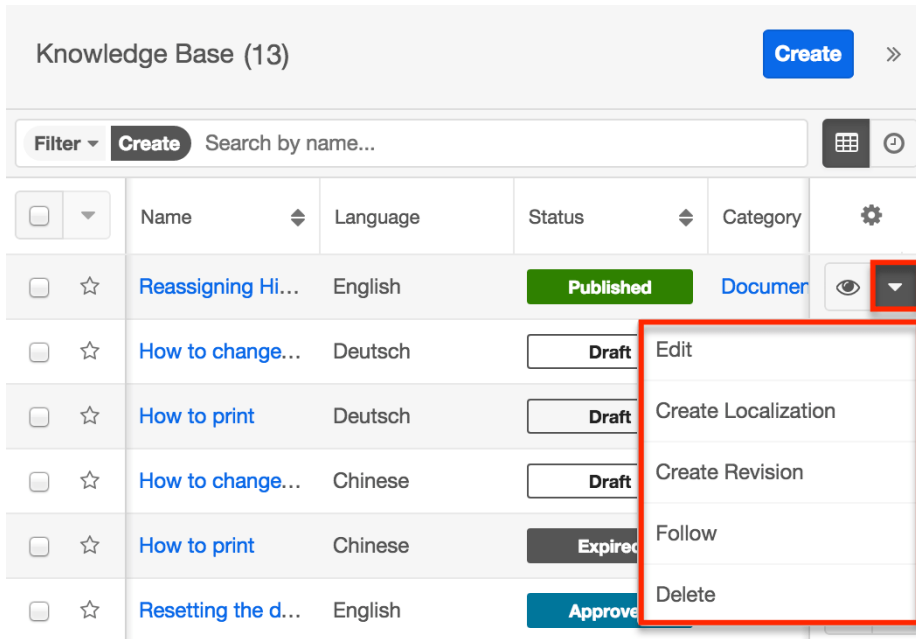 Knowledge Base (13)
Create
Filter
Create
Search by name...
Name
Language
Status
Category
Reassigning Hi...
English
Published
Documen
How to change...
Deutsch
Draft
Edit
How to print
Deutsch
Draft
Create Localization
How to change...
Chinese
Draft
Create Revision
How to print
Chinese
Expired
Follow
Resetting the d...
English
Approve
Delete